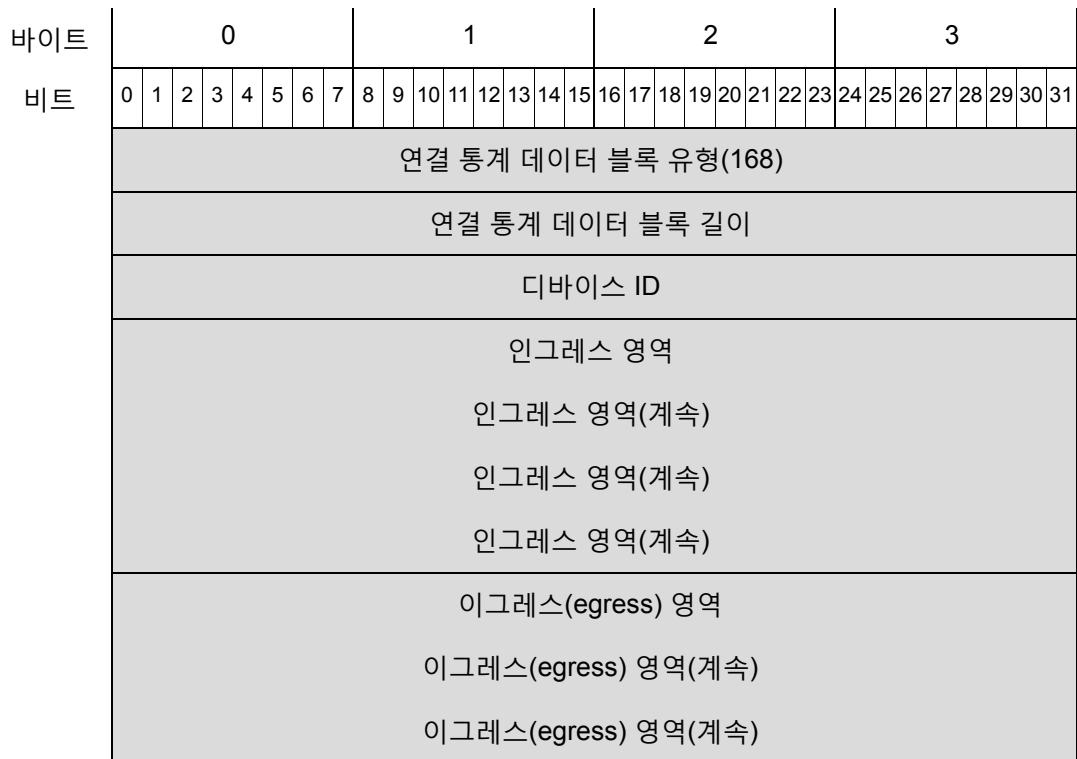 바이트 0 1 2 3
비트 0 1 2 3 4 5 6 7 8 9 10 11 12 13 14 15 16 17 18 19 20 21 22 23 24 25 26 27 28 29 30 31
연결 통계 데이터 블록 유형(168)
연결 통계 데이터 블록 길이
디바이스 ID
인그레스 영역
인그레스 영역(계속)
인그레스 영역(계속)
인그레스 영역(계속)
이그레스(egress) 영역
이그레스(egress) 영역(계속)
이그레스(egress) 영역(계속)